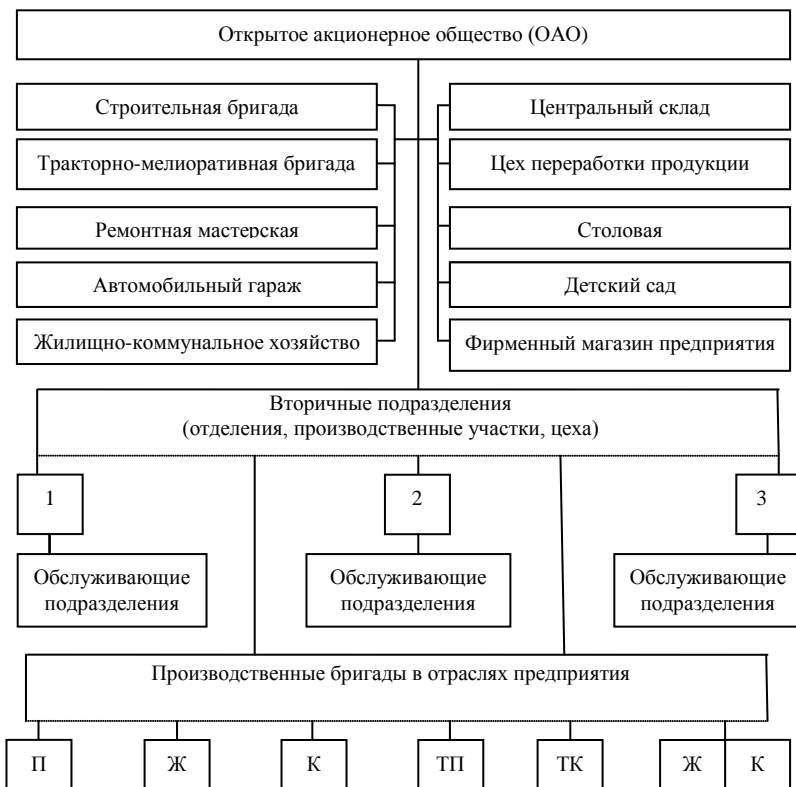 Открытое акционерное общество (ОАО)
Строительная бригада
Центральный склад
Тракторно-мелиоративная бригада
Цех переработки продукции
Ремонтная мастерская
Столовая
Автомобильный гараж
Детский сад
Жилищно-коммунальное хозяйство
Фирменный магазин предприятия
Вторичные подразделения
(отделения, производственные участки, цеха)
1
2
3
Обслуживающие
подразделения
Обслуживающие
подразделения
Обслуживающие
подразделения
Производственные бригады в отраслях предприятия
П
Ж
К
ТП
ТК
Ж
К